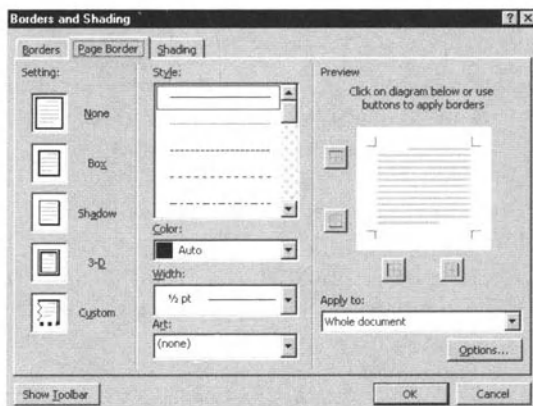 Borders and Shading
Borders Page Border Shading
Setting:
None
Box
Shadow
3-D
Custom
Style:
Color:
Auto
Width:
½ pt
Art:
(none)
Preview
Click on diagram below or use
buttons to apply borders
Apply to:
Whole document
Options...
Show Toolbar
OK
Cancel